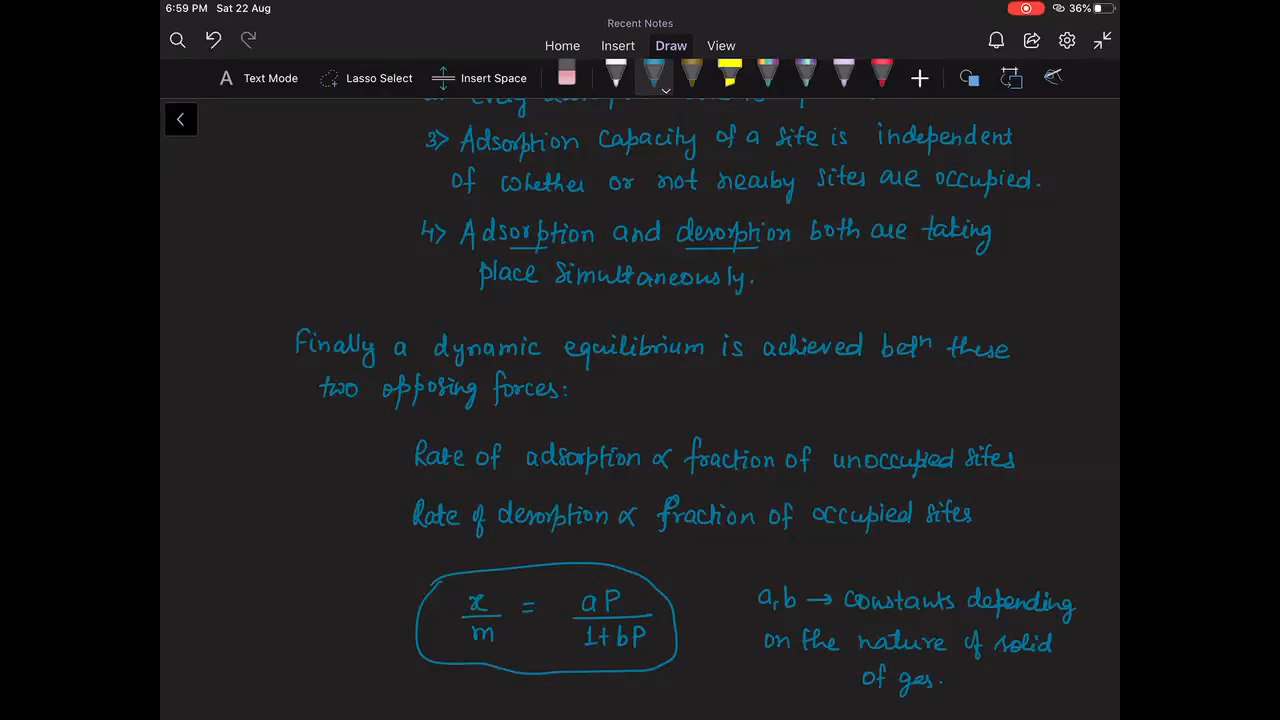 6:59 PM Sat 22 Aug
36%
Recent Notes
Home Insert Draw View
A Text Mode Lasso Select Insert Space
3> Adsorption capacity of a site is independent
of whether or not nearby sites are occupied.
4> Adsorption and desorption both are taking
place simultaneously.
Finally a dynamic equilibrium is achieved betn these
two opposing forces:
Rate of adsorption ∝ fraction of unoccupied sites
Rate of desorption ∝ fraction of occupied sites
x/m = aP/1+bP
a,b → constants depending
on the nature of solid
of gas.